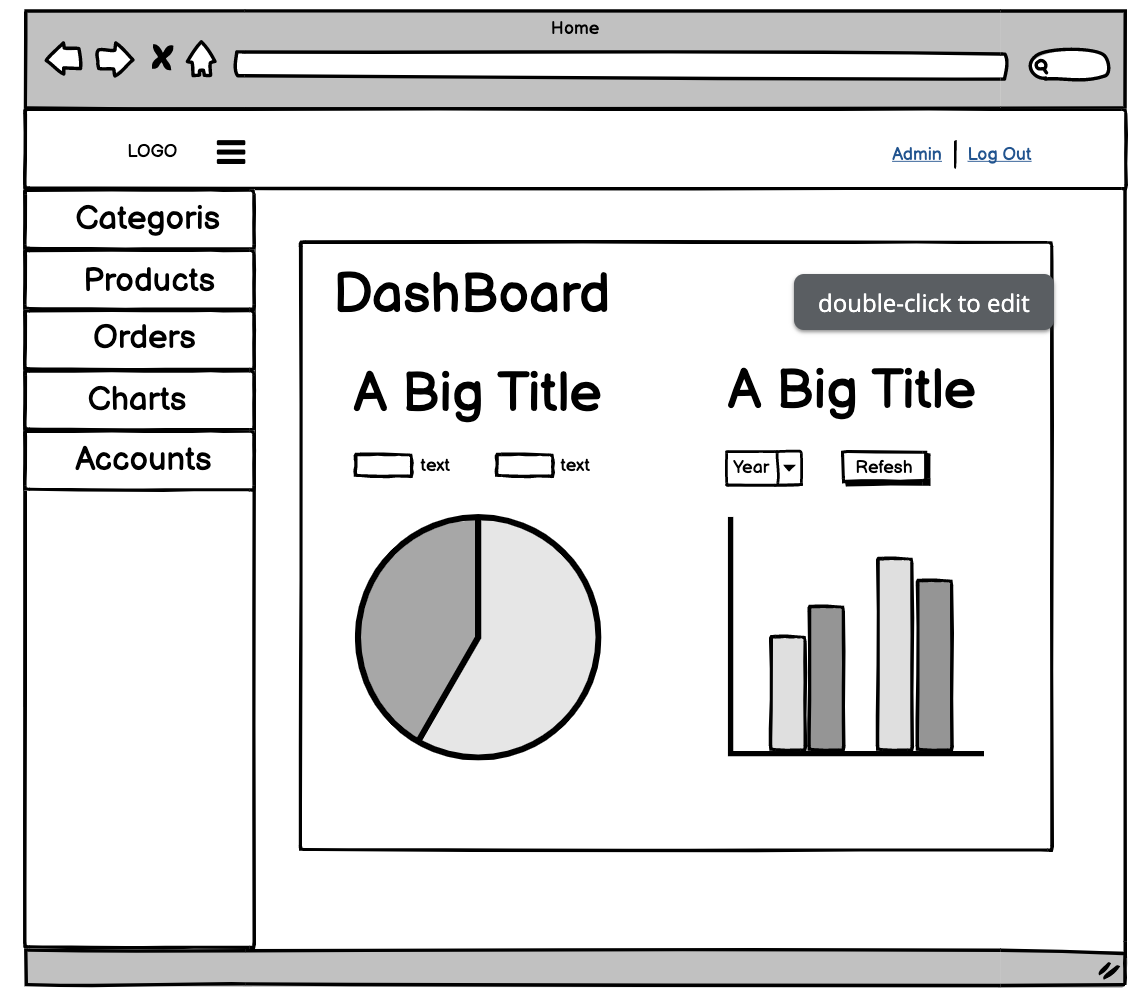 Home
LOGO
Admin | Log Out
Categoris
Products
Orders
Charts
Accounts
DashBoard
double-click to edit
A Big Title
text text
A Big Title
Year Refesh